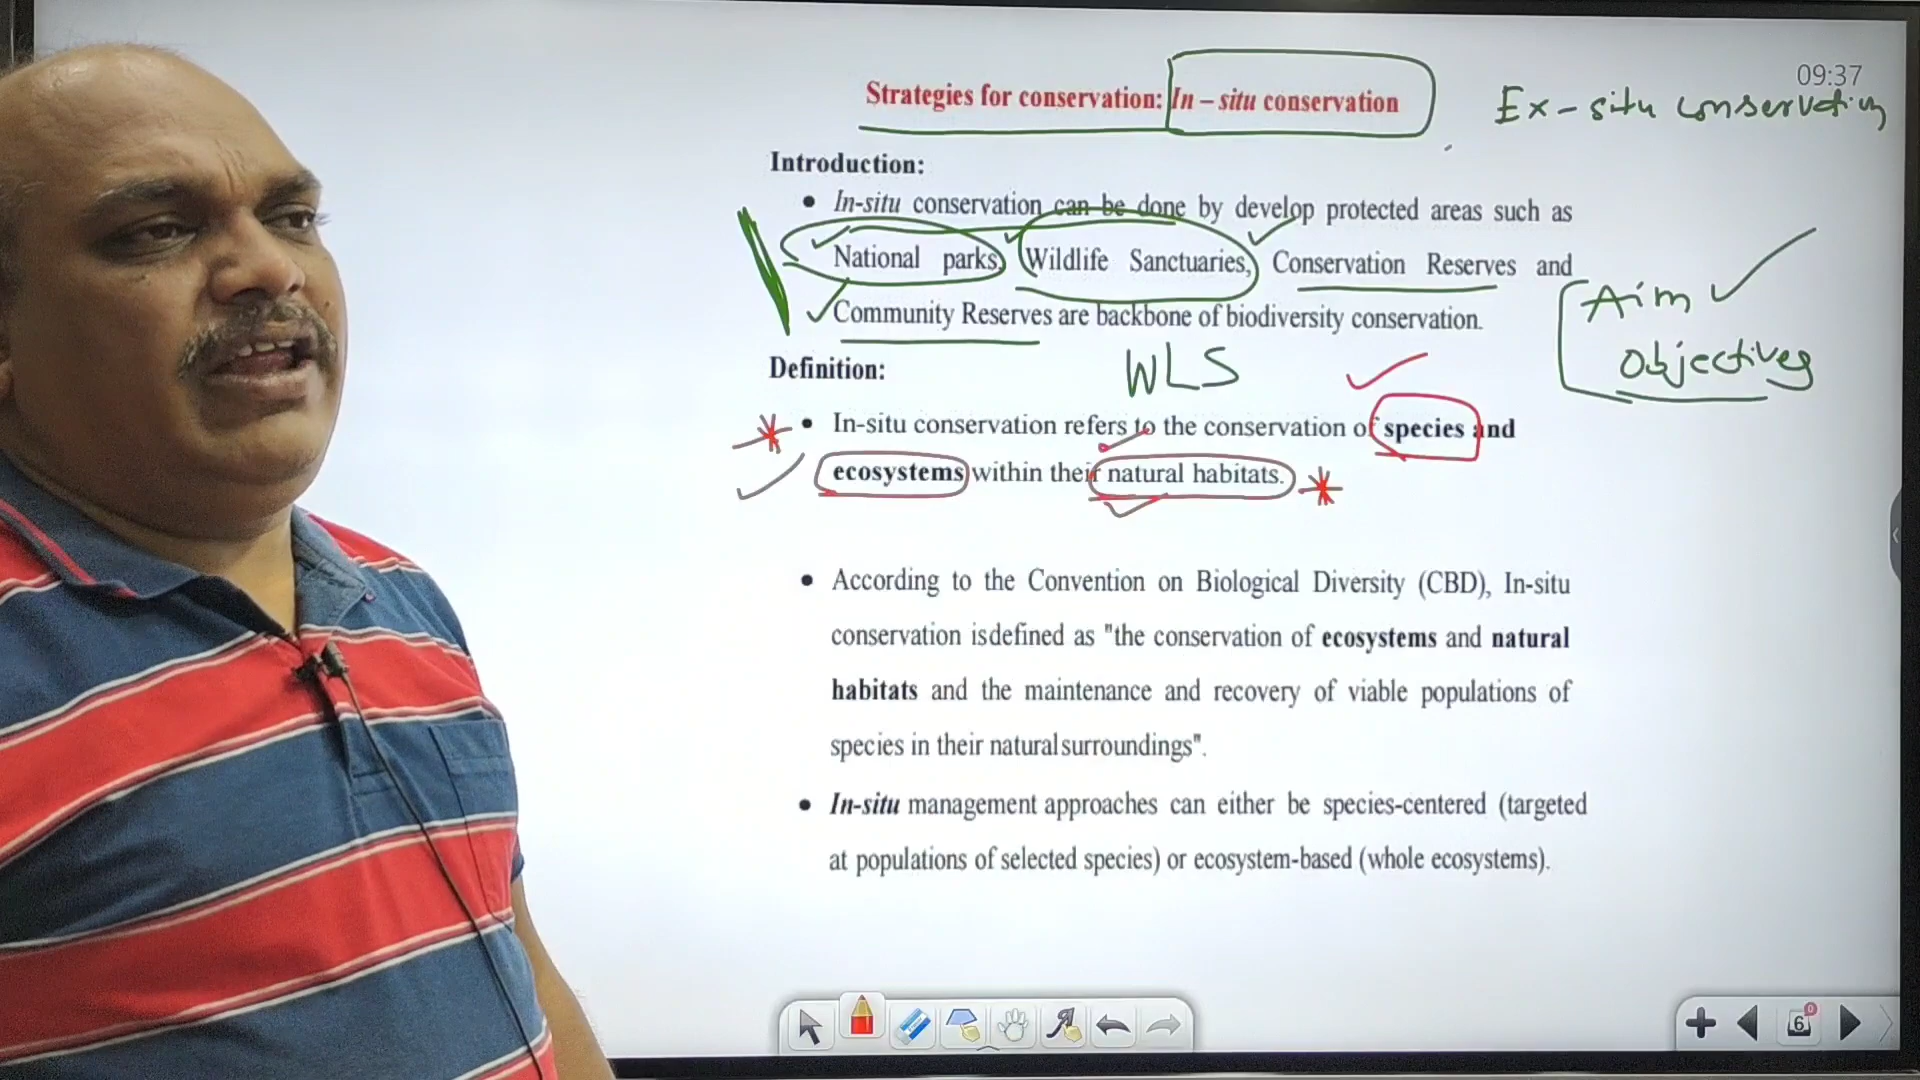 09:37
Strategies for conservation: In – situ conservation
Ex-situ conservation
Introduction:
• In-situ conservation can be done by develop protected areas such as
National parks, Wildlife Sanctuaries, Conservation Reserves and
Community Reserves are backbone of biodiversity conservation.
Aim
Objectives
Definition:
WLS
• In-situ conservation refers to the conservation of species and
ecosystems within their natural habitats.
• According to the Convention on Biological Diversity (CBD), In-situ
conservation isdefined as "the conservation of ecosystems and natural
habitats and the maintenance and recovery of viable populations of
species in their natural surroundings".
• In-situ management approaches can either be species-centered (targeted
at populations of selected species) or ecosystem-based (whole ecosystems).
6
0